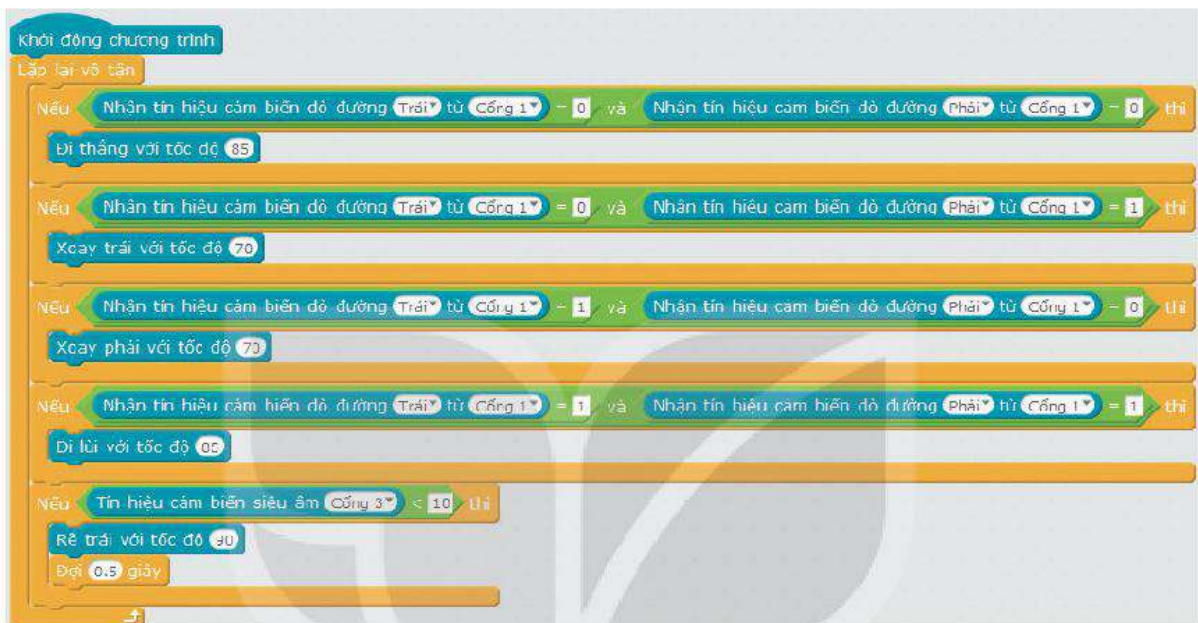 Khởi động chương trình
Lặp lại vô tận
Nếu Nhận tín hiệu cảm biến dò đường Trái từ Cổng 1 = 0 và Nhận tín hiệu cảm biến dò đường Phải từ Cổng 1 = 0 thì
Đi thẳng với tốc độ 85
Nếu Nhận tín hiệu cảm biến dò đường Trái từ Cổng 1 = 0 và Nhận tín hiệu cảm biến dò đường Phải từ Cổng 1 = 1 thì
Xoay trái với tốc độ 70
Nếu Nhận tín hiệu cảm biến dò đường Trái từ Cổng 1 = 1 và Nhận tín hiệu cảm biến dò đường Phải từ Cổng 1 = 0 thì
Xoay phải với tốc độ 70
Nếu Nhận tín hiệu cảm biến dò đường Trái từ Cổng 1 = 1 và Nhận tín hiệu cảm biến dò đường Phải từ Cổng 1 = 1 thì
Đi lùi với tốc độ
Nếu Tín hiệu cảm biến siêu âm Cổng 3 < 10 thì
Rẽ trái với tốc độ 90
Đợi 0.5 giây